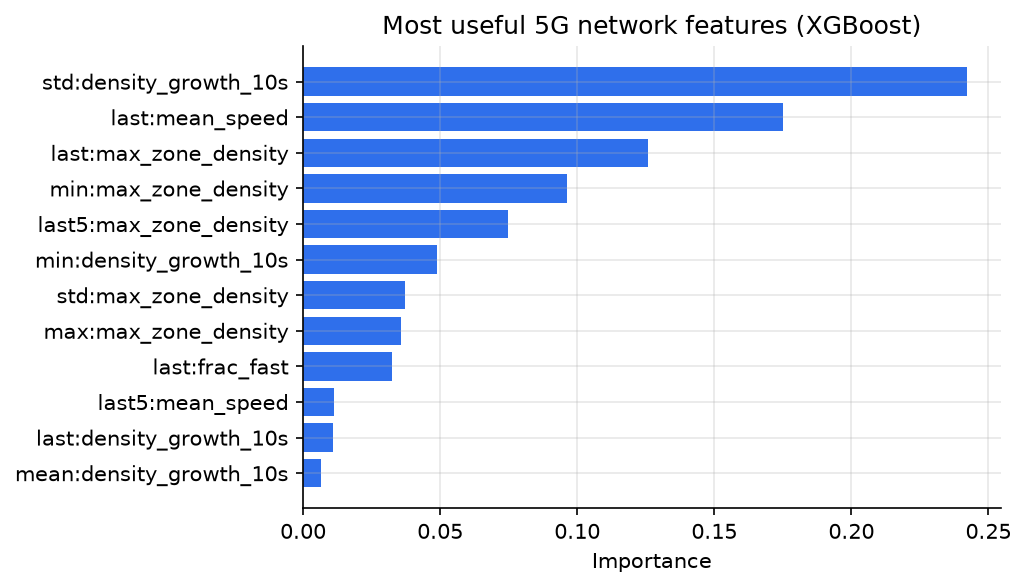 Most useful 5G network features (XGBoost)
std:density_growth_10s
last:mean_speed
last:max_zone_density
min:max_zone_density
last5:max_zone_density
min:density_growth_10s
std:max_zone_density
max:max_zone_density
last:frac_fast
last5:mean_speed
last:density_growth_10s
mean:density_growth_10s
0.00 0.05 0.10 0.15 0.20 0.25
Importance